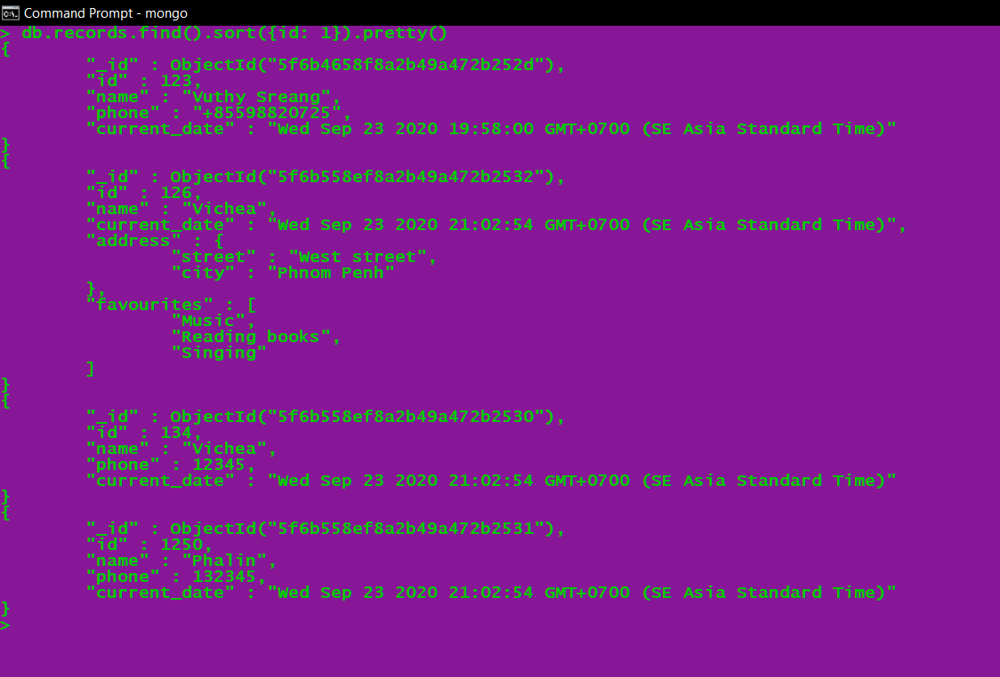 Command Prompt - mongo
> db.records.find().sort({id: 1}).pretty()
{
        "_id" : ObjectId("5f6b4658f8a2b49a472b252d"),
        "id" : 123,
        "name" : "Vuthy Sreang",
        "phone" : "+85598820725",
        "current_date" : "Wed Sep 23 2020 19:58:00 GMT+0700 (SE Asia Standard Time)"
}
{
        "_id" : ObjectId("5f6b558ef8a2b49a472b2532"),
        "id" : 126,
        "name" : "Vichea",
        "current_date" : "Wed Sep 23 2020 21:02:54 GMT+0700 (SE Asia Standard Time)",
        "address" : {
                "street" : "West street",
                "city" : "Phnom Penh"
        },
        "favourites" : [
                "Music",
                "Reading books",
                "Singing"
        ]
}
{
        "_id" : ObjectId("5f6b558ef8a2b49a472b2530"),
        "id" : 134,
        "name" : "Vichea",
        "phone" : 12345,
        "current_date" : "Wed Sep 23 2020 21:02:54 GMT+0700 (SE Asia Standard Time)"
}
{
        "_id" : ObjectId("5f6b558ef8a2b49a472b2531"),
        "id" : 1250,
        "name" : "Phalin",
        "phone" : 132345,
        "current_date" : "Wed Sep 23 2020 21:02:54 GMT+0700 (SE Asia Standard Time)"
}
>